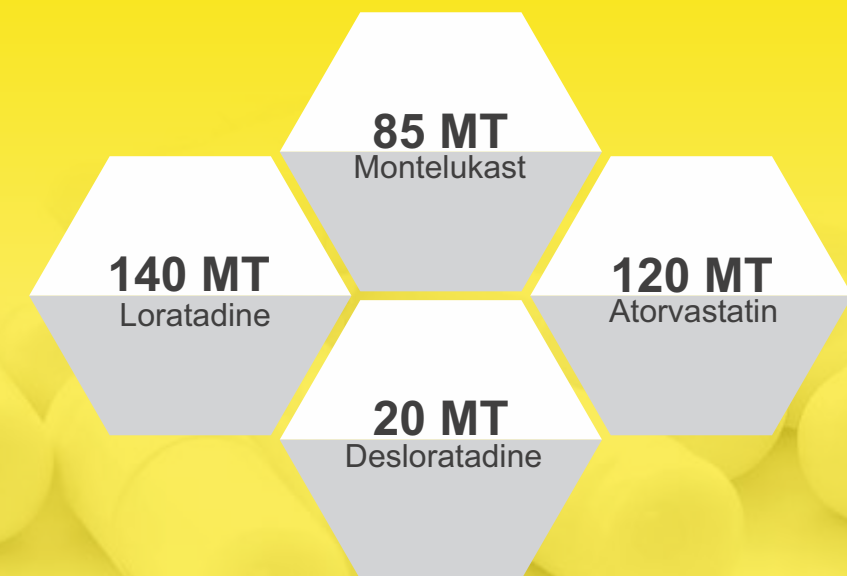 85 MT
Montelukast
140 MT
Loratadine
120 MT
Atorvastatin
20 MT
Desloratadine